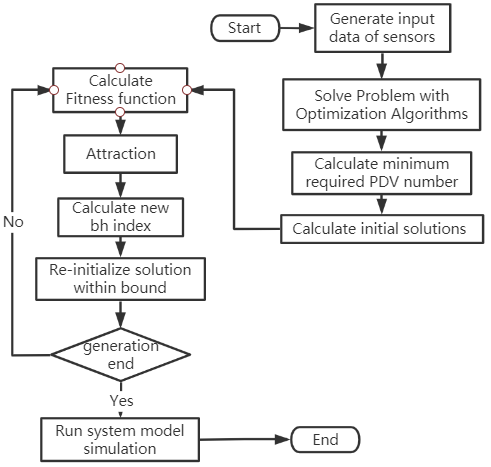 Start
Generate input
data of sensors
Solve Problem with
Optimization Algorithms
Calculate minimum
required PDV number
Calculate initial solutions
Calculate
Fitness function
Attraction
Calculate new
bh index
Re-initialize solution
within bound
generation
end
No
Yes
Run system model
simulation
End